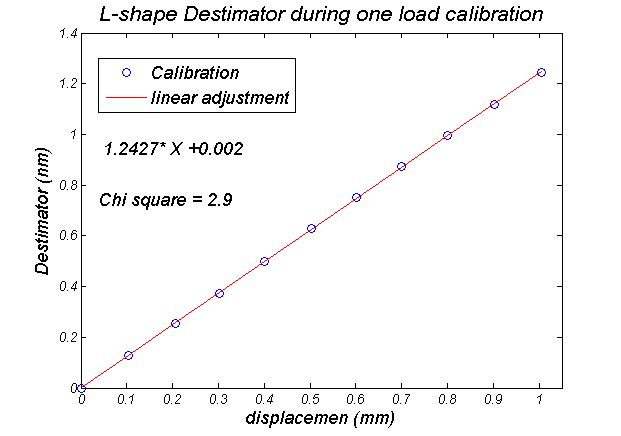 L-shape Destimator during one load calibration
1.4
1.2
1
0.8
0.6
0.4
0.2
0
Destimator (nm)
Calibration
linear adjustment
1.2427* X +0.002
Chi square = 2.9
0 0.1 0.2 0.3 0.4 0.5 0.6 0.7 0.8 0.9 1
displacemen (mm)